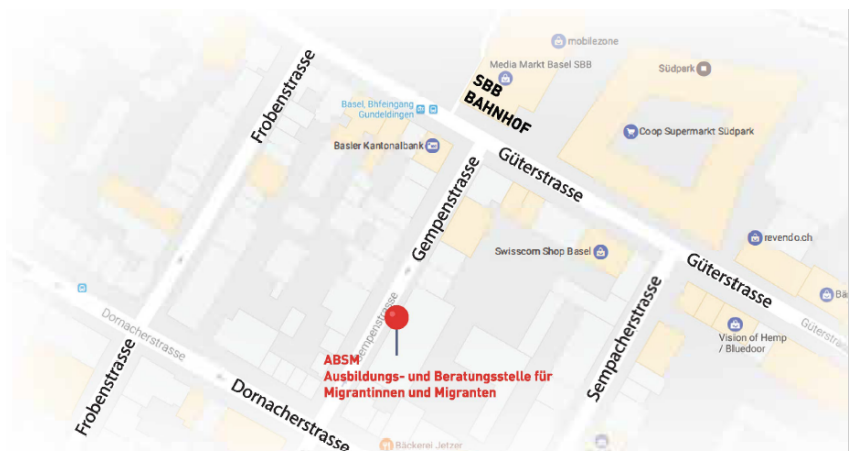 mobilezone
Media Markt Basel SBB
Südpark
SBB
BAHNHOF
Frobenstrasse
Basel, Bhfeingang
Gundeldingen
Basler Kantonalbank
Coop Supermarkt Südpark
Güterstrasse
Gempenstrasse
Swisscom Shop Basel
revendo.ch
Güterstrasse
Sempacherstrasse
Bä
Güterstrasse
Vision of Hemp
/ Bluedoor
Dornacherstrasse
Gempenstrasse
ABSM
Ausbildungs- und Beratungsstelle für
Migrantinnen und Migranten
Frobenstrasse
Dornacherstrasse
Bäckerei Jetzer